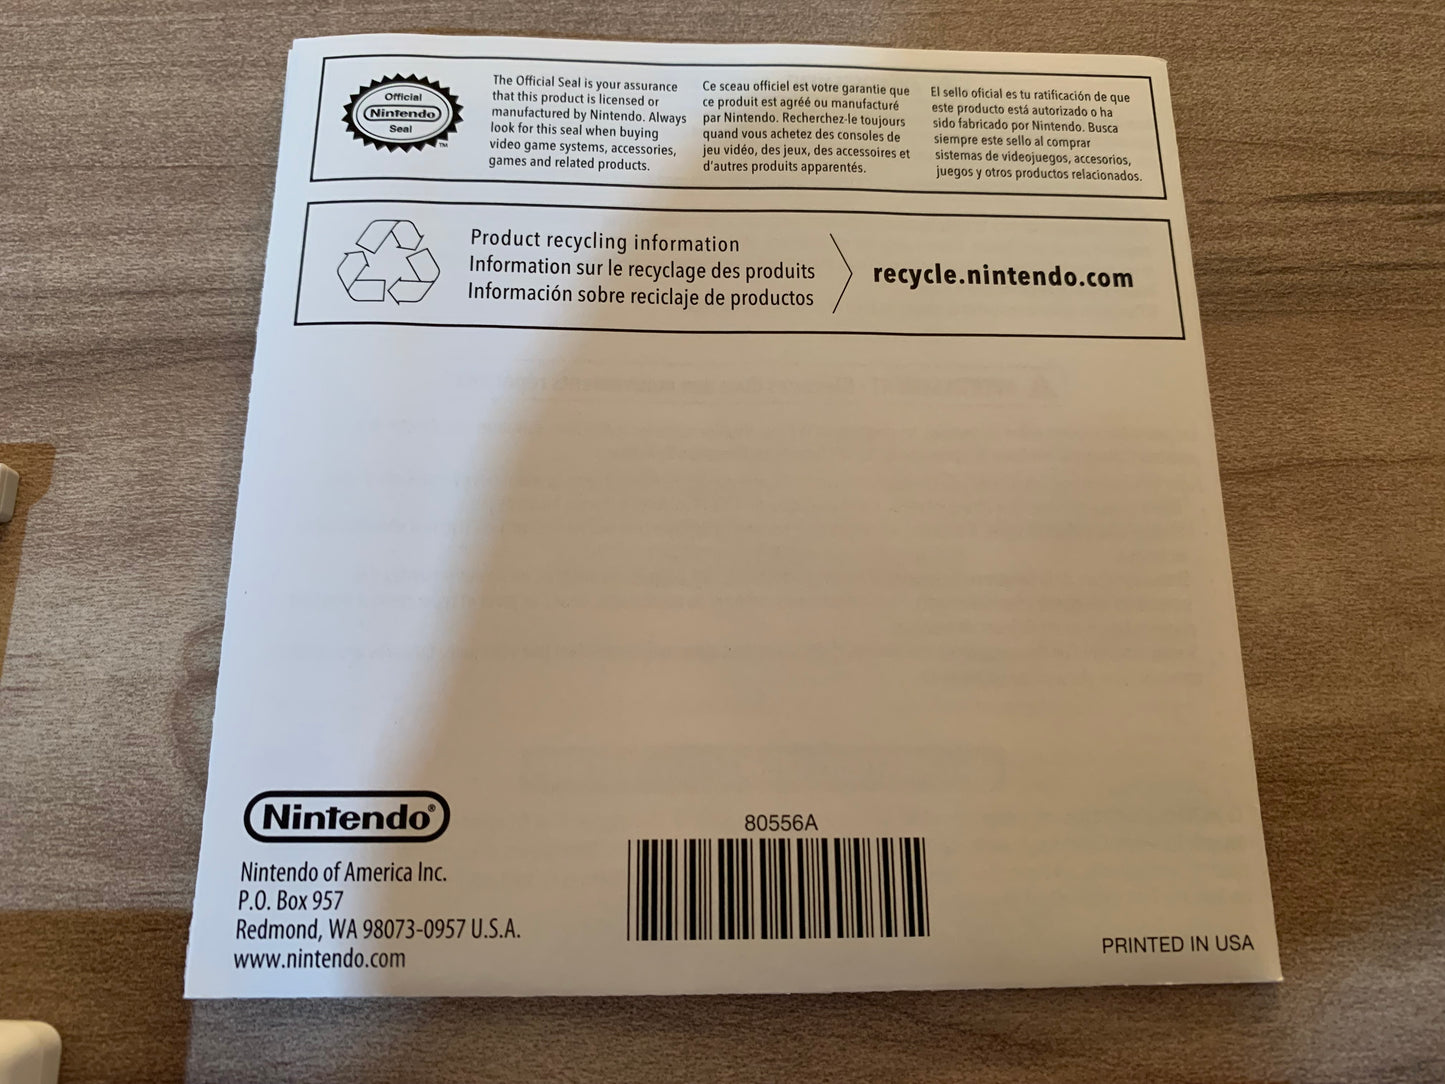 Official
Nintendo
Seal
TM
The Official Seal is your assurance
that this product is licensed or
manufactured by Nintendo. Always
look for this seal when buying
video game systems, accessories,
games and related products.
Ce sceau officiel est votre garantie que
ce produit est agréé ou manufacturé
par Nintendo. Recherchez-le toujours
quand vous achetez des consoles de
jeu vidéo, des jeux, des accessoires et
d'autres produits apparentés.
El sello oficial es tu ratificación de que
este producto está autorizado o ha
sido fabricado por Nintendo. Busca
siempre este sello al comprar
sistemas de videojuegos, accesorios,
juegos y otros productos relacionados.
Product recycling information
Information sur le recyclage des produits
Información sobre reciclaje de productos
recycle.nintendo.com
Nintendo®
Nintendo of America Inc.
P.O. Box 957
Redmond, WA 98073-0957 U.S.A.
www.nintendo.com
80556A
PRINTED IN USA